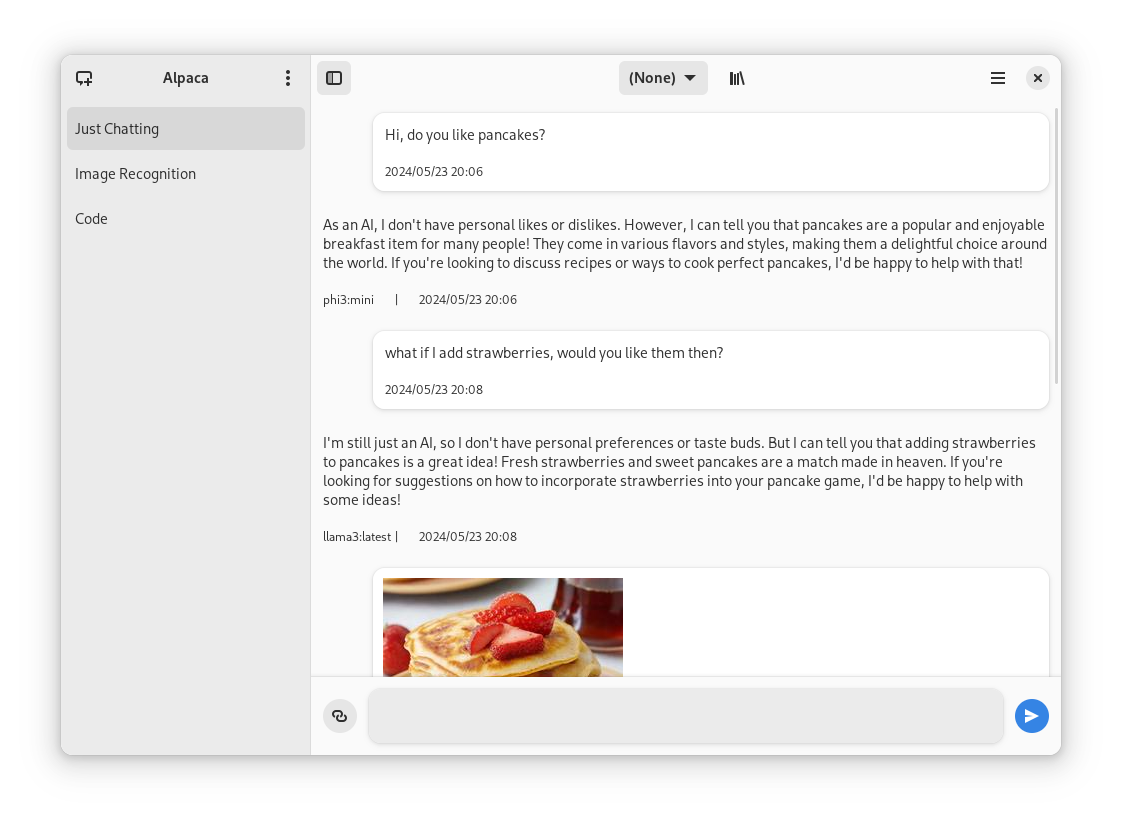 Alpaca
(None)
Just Chatting
Image Recognition
Code
Hi, do you like pancakes?
2024/05/23 20:06
As an AI, I don't have personal likes or dislikes. However, I can tell you that pancakes are a popular and enjoyable
breakfast item for many people! They come in various flavors and styles, making them a delightful choice around
the world. If you're looking to discuss recipes or ways to cook perfect pancakes, I'd be happy to help with that!
phi3:mini | 2024/05/23 20:06
what if I add strawberries, would you like them then?
2024/05/23 20:08
I'm still just an AI, so I don't have personal preferences or taste buds. But I can tell you that adding strawberries
to pancakes is a great idea! Fresh strawberries and sweet pancakes are a match made in heaven. If you're
looking for suggestions on how to incorporate strawberries into your pancake game, I'd be happy to help with
some ideas!
llama3:latest | 2024/05/23 20:08